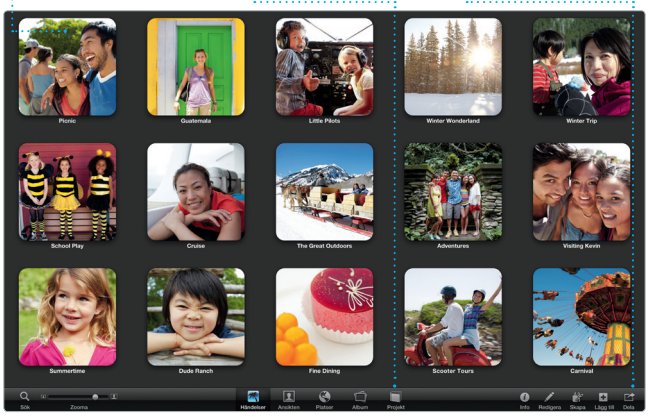 Picnic Guatemala Little Pilots Winter Wonderland Winter Trip
School Play Cruise The Great Outdoors Adventures Visiting Kevin
Summertime Dude Ranch Fine Dining Scooter Tours Carnival
Sök Zooma Händelser Ansikten Platser Album Projekt Info Redigera Skapa Lägg till Dela